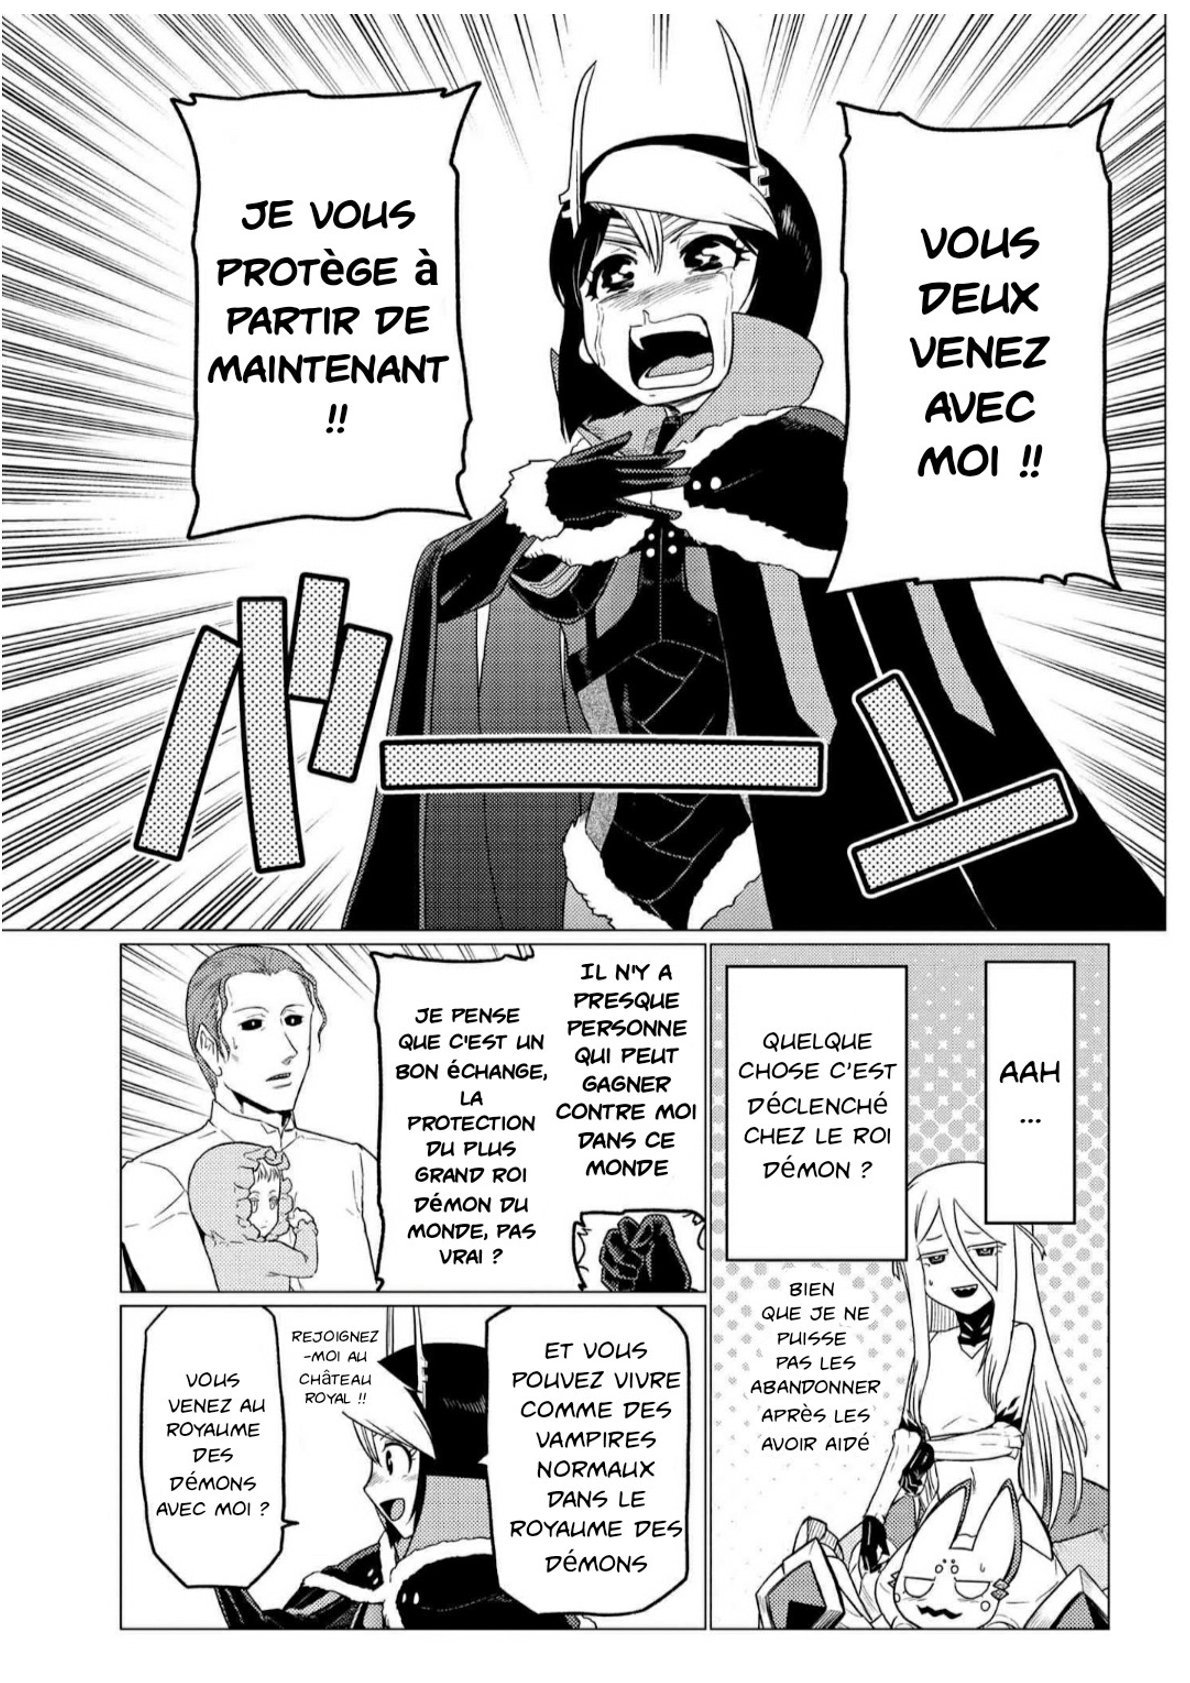 VOUS
DEUX
VENEZ
AVEC
MOI !!
JE VOUS
PROTÈGE À
PARTIR DE
MAINTENANT
!!
バーン
AAH
...
QUELQUE
CHOSE C'EST
DÉCLENCHÉ
CHEZ LE ROI
DÉMON ?
BIEN
QUE JE NE
PUISSE
PAS LES
ABANDONNER
APRÈS LES
AVOIR AIDÉ
IL N'Y A
PRESQUE
PERSONNE
QUI PEUT
GAGNER
CONTRE MOI
DANS CE
MONDE
JE PENSE
QUE C'EST UN
BON ÉCHANGE,
LA
PROTECTION
DU PLUS
GRAND ROI
DÉMON DU
MONDE, PAS
VRAI ?
ET VOUS
POUVEZ VIVRE
COMME DES
VAMPIRES
NORMAUX
DANS LE
ROYAUME DES
DÉMONS
REJOIGNEZ
-MOI AU
CHÂTEAU
ROYAL !!
VOUS
VENEZ AU
ROYAUME
DES
DÉMONS
AVEC MOI ?